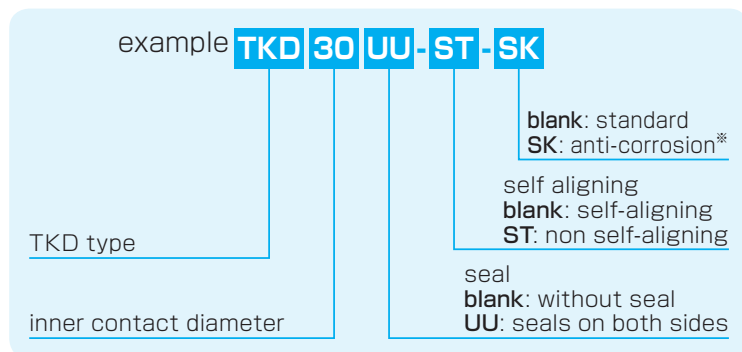 example TKD 30 UU - ST - SK
blank: standard
SK: anti-corrosion※
self aligning
blank: self-aligning
ST: non self-aligning
TKD type
seal
blank: without seal
UU: seals on both sides
inner contact diameter